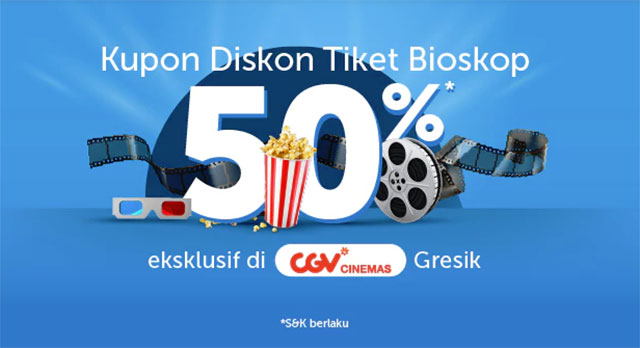 Kupon Diskon Tiket Bioskop
50%*
eksklusif di CGV* CINEMAS Gresik
*S&K berlaku